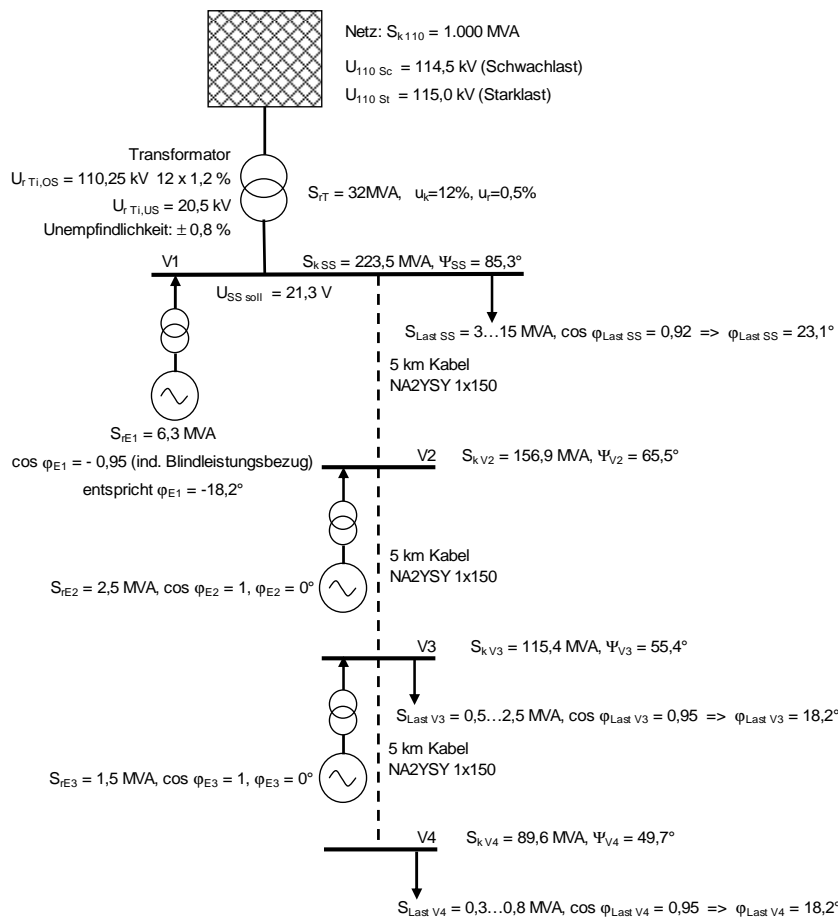 Netz: Sk110 = 1.000 MVA
U110 Sc = 114,5 kV (Schwachlast)
U110 St = 115,0 kV (Starklast)
Transformator
Ur Ti,OS = 110,25 kV 12 x 1,2 %
Ur Ti,US = 20,5 kV
Unempfindlichkeit: ± 0,8 %
SrT = 32MVA, uk=12%, ur=0,5%
V1
Sk SS = 223,5 MVA, ΨSS = 85,3°
USS soll = 21,3 V
SLast SS = 3…15 MVA, cos φLast SS = 0,92 => φLast SS = 23,1°
5 km Kabel
NA2YSY 1x150
SrE1 = 6,3 MVA
cos φE1 = - 0,95 (ind. Blindleistungsbezug)
entspricht φE1 = -18,2°
V2
Sk V2 = 156,9 MVA, ΨV2 = 65,5°
5 km Kabel
NA2YSY 1x150
SrE2 = 2,5 MVA, cos φE2 = 1, φE2 = 0°
V3
Sk V3 = 115,4 MVA, ΨV3 = 55,4°
SLast V3 = 0,5…2,5 MVA, cos φLast V3 = 0,95 => φLast V3 = 18,2°
5 km Kabel
NA2YSY 1x150
SrE3 = 1,5 MVA, cos φE3 = 1, φE3 = 0°
V4
Sk V4 = 89,6 MVA, ΨV4 = 49,7°
SLast V4 = 0,3…0,8 MVA, cos φLast V4 = 0,95 => φLast V4 = 18,2°